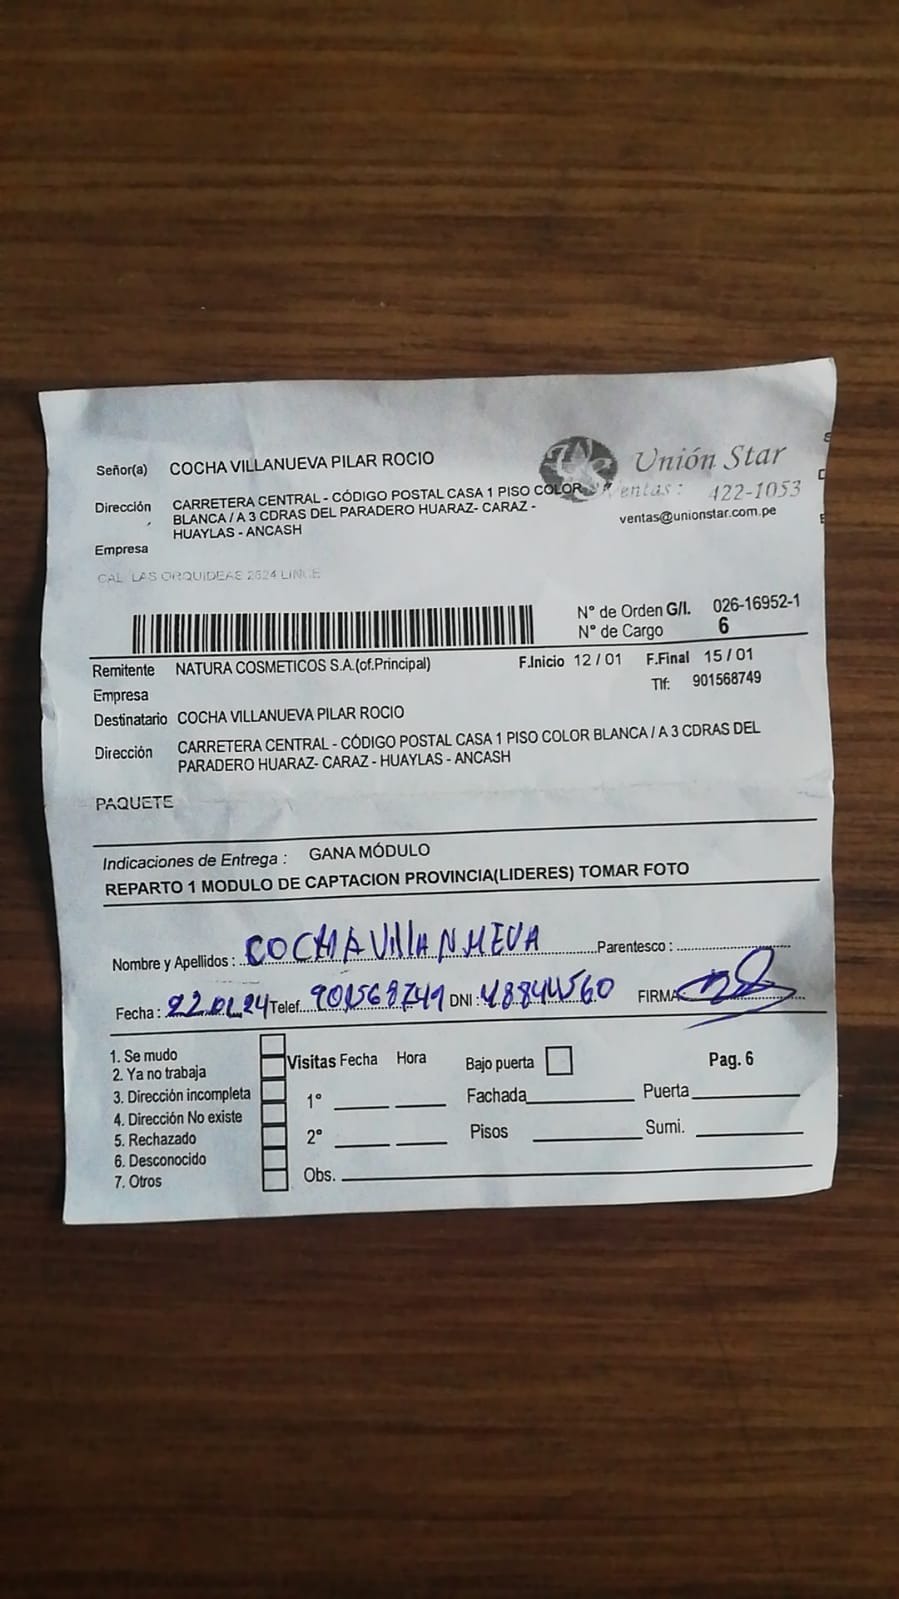 Señor(a) COCHA VILLANUEVA PILAR ROCIO
Unión Star
Ventas: 422-1053
ventas@unionstar.com.pe
Dirección CARRETERA CENTRAL - CÓDIGO POSTAL CASA 1 PISO COLOR
BLANCA / A 3 CDRAS DEL PARADERO HUARAZ- CARAZ -
HUAYLAS - ANCASH
Empresa
CAL. LAS ORQUIDEAS 2624 LINCE
N° de Orden G/I. 026-16952-1
N° de Cargo 6
Remitente NATURA COSMETICOS S.A.(of.Principal) F.Inicio 12 / 01 F.Final 15 / 01
Empresa Tlf: 901568749
Destinatario COCHA VILLANUEVA PILAR ROCIO
Dirección CARRETERA CENTRAL - CÓDIGO POSTAL CASA 1 PISO COLOR BLANCA / A 3 CDRAS DEL
PARADERO HUARAZ- CARAZ - HUAYLAS - ANCASH
PAQUETE
Indicaciones de Entrega : GANA MÓDULO
REPARTO 1 MODULO DE CAPTACION PROVINCIA(LIDERES) TOMAR FOTO
Nombre y Apellidos : COCHA VillANUEVA Parentesco :
Fecha : 22.01.24 Telef. 901568749 DNI : FIRMA
1. Se mudo
2. Ya no trabaja
3. Dirección incompleta
4. Dirección No existe
5. Rechazado
6. Desconocido
7. Otros
Visitas Fecha Hora Bajo puerta Pag. 6
1° Fachada Puerta
2° Pisos Sumi.
Obs.